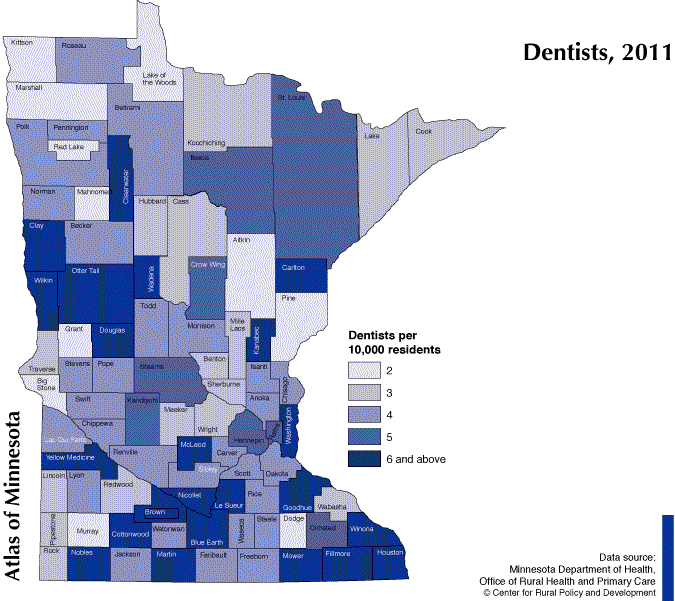 Dentists, 2011
Kittson
Roseau
Lake of
the Woods
Marshall
Beltrami
St. Louis
Polk
Pennington
Koochiching
Lake
Cook
Red Lake
Itasca
Clearwater
Norman
Mahnomen
Hubbard
Cass
Clay
Becker
Aitkin
Wilkin
Otter Tail
Wadena
Crow Wing
Carlton
Pine
Todd
Morrison
Mille
Lacs
Kanabec
Grant
Douglas
Traverse
Stevens
Pope
Stearns
Benton
Isanti
Chisago
Big
Stone
Swift
Kandiyohi
Meeker
Sherburne
Anoka
Wright
Washington
Chippewa
Hennepin
Lac Qui Parle
Renville
McLeod
Carver
Yellow Medicine
Sibley
Scott
Dakota
Lincoln
Lyon
Redwood
Nicollet
Le Sueur
Rice
Goodhue
Wabasha
Brown
Pipestone
Murray
Cottonwood
Watonwan
Blue Earth
Waseca
Steele
Dodge
Olmsted
Winona
Rock
Nobles
Jackson
Martin
Faribault
Freeborn
Mower
Fillmore
Houston
Dentists per
10,000 residents
2
3
4
5
6 and above
Atlas of Minnesota
Data source:
Minnesota Department of Health,
Office of Rural Health and Primary Care
© Center for Rural Policy and Development